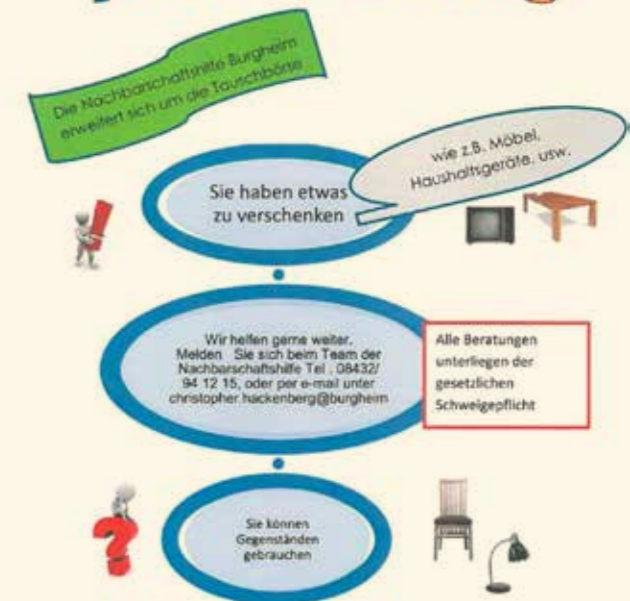 Die Nachbarschaftshilfe Burgheim
erweitert sich um die Tauschbörse
wie z.B. Möbel,
Haushaltsgeräte, usw.
Sie haben etwas
zu verschenken
Wir helfen gerne weiter.
Melden Sie sich beim Team der
Nachbarschaftshilfe Tel . 08432/
94 12 15, oder per e-mail unter
christopher.hackenberg@burgheim
Alle Beratungen
unterliegen der
gesetzlichen
Schweigepflicht
Sie können
Gegenständen
gebrauchen